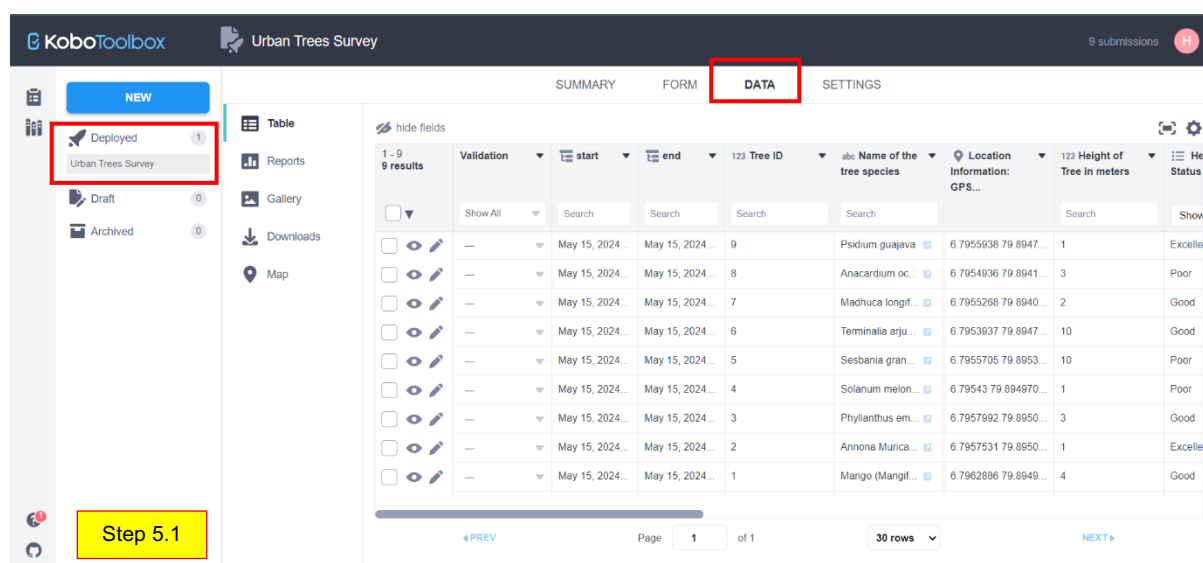 KoboToolbox
Urban Trees Survey
9 submissions
H
SUMMARY
FORM
DATA
SETTINGS
NEW
Deployed
1
Urban Trees Survey
Draft
0
Archived
0
Table
Reports
Gallery
Downloads
Map
hide fields
1 - 9
9 results
Validation
start
end
123 Tree ID
abc Name of the tree species
Location Information: GPS...
123 Height of Tree in meters
He
Status
Show All
Search
Search
Search
Search
Search
Show
— May 15, 2024... May 15, 2024... 9 Psidium guajava 6.7955938 79.8947... 1 Excelle
— May 15, 2024... May 15, 2024... 8 Anacardium oc... 6.7954936 79.8941... 3 Poor
— May 15, 2024... May 15, 2024... 7 Madhuca longif... 6.7955268 79.8940... 2 Good
— May 15, 2024... May 15, 2024... 6 Terminalia arju... 6.7953937 79.8947... 10 Good
— May 15, 2024... May 15, 2024... 5 Sesbania gran... 6.7955705 79.8953... 10 Poor
— May 15, 2024... May 15, 2024... 4 Solanum melon... 6.79543 79.894970... 1 Poor
— May 15, 2024... May 15, 2024... 3 Phyllanthus em... 6.7957992 79.8950... 3 Good
— May 15, 2024... May 15, 2024... 2 Annona Murica... 6.7957531 79.8950... 1 Excelle
— May 15, 2024... May 15, 2024... 1 Mango (Mangif... 6.7962886 79.8949... 4 Good
1
Step 5.1
PREV
Page 1 of 1
30 rows
NEXT